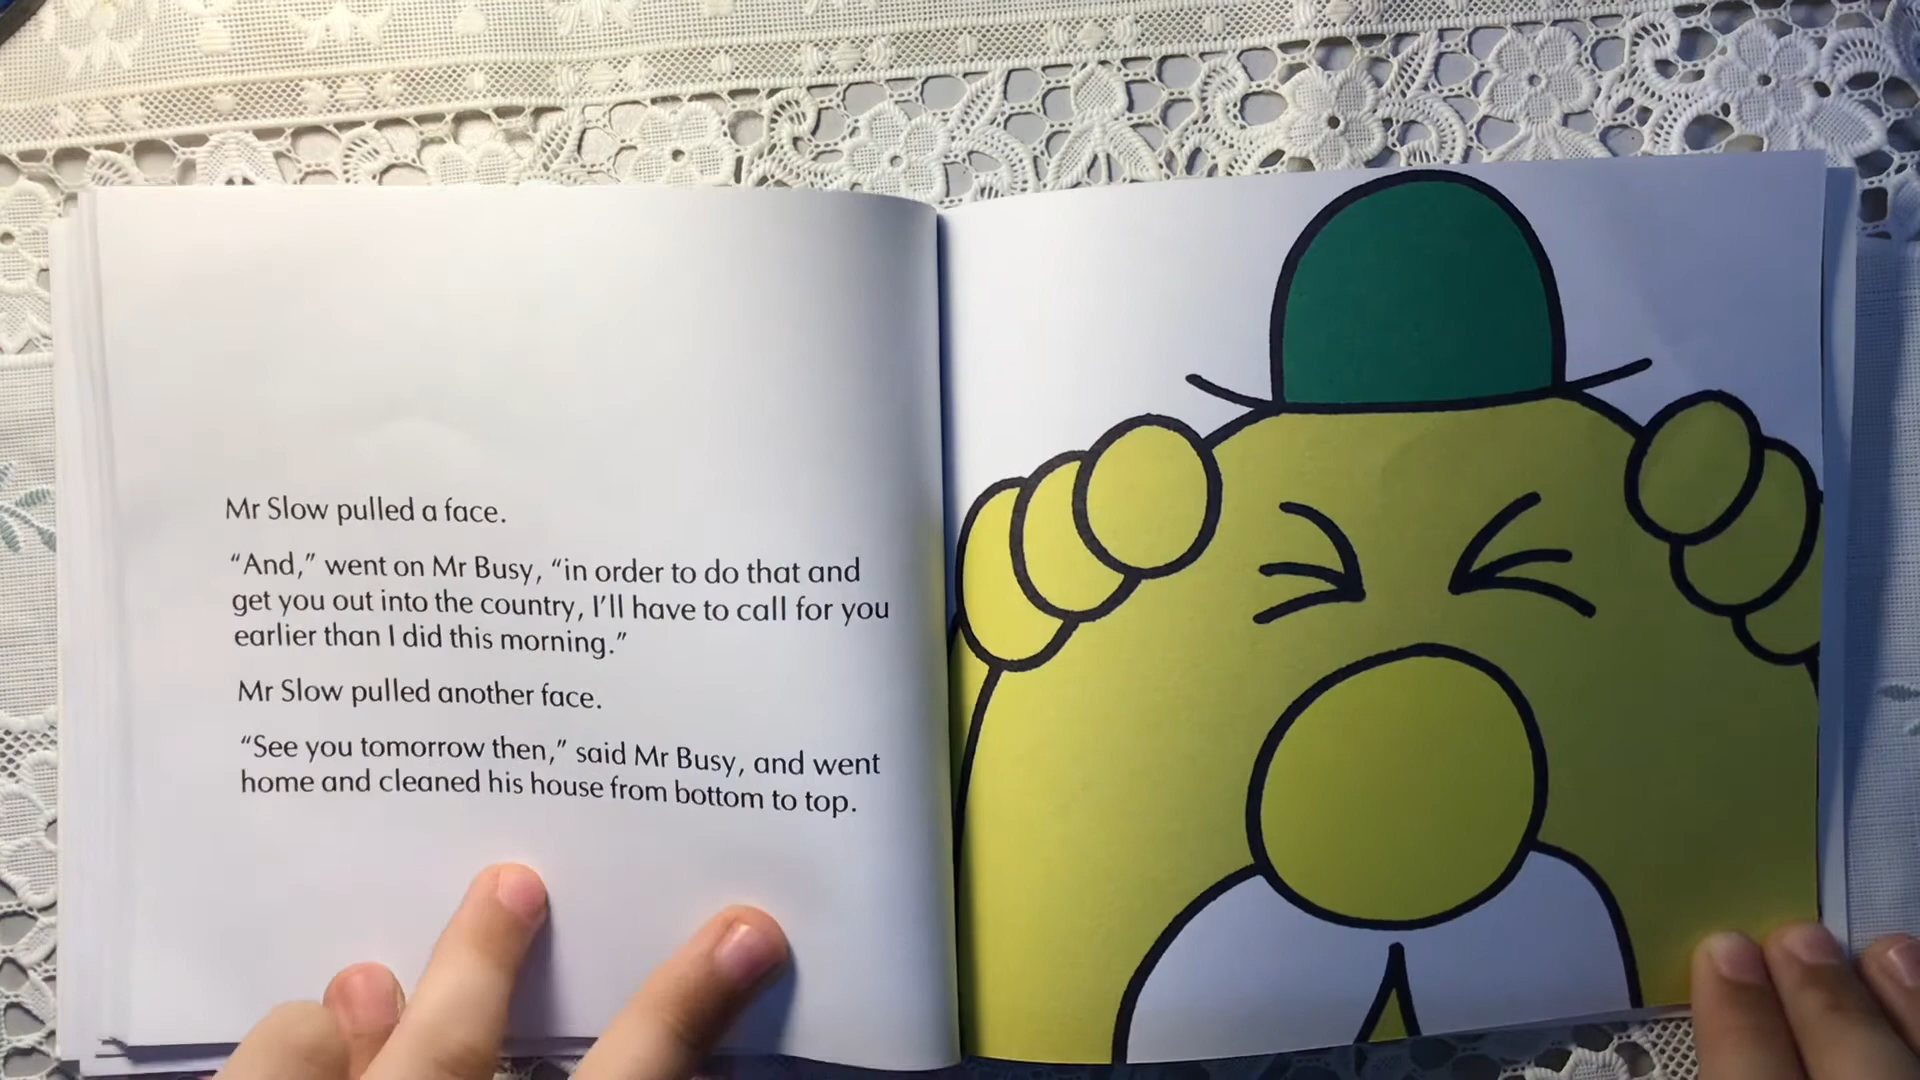 Mr Slow pulled a face.
“And,” went on Mr Busy, “in order to do that and
get you out into the country, I’ll have to call for you
earlier than I did this morning.”
Mr Slow pulled another face.
“See you tomorrow then,” said Mr Busy, and went
home and cleaned his house from bottom to top.